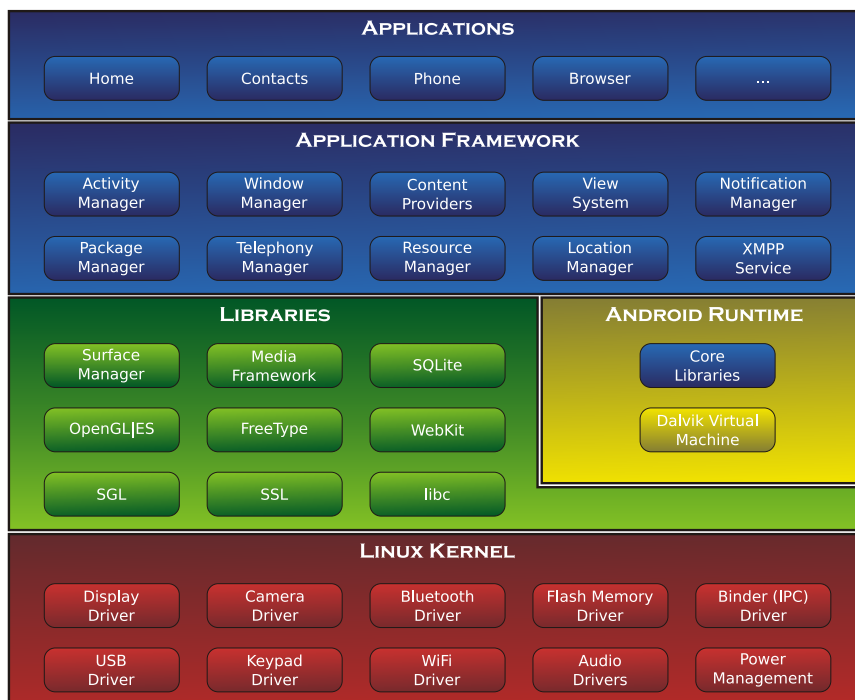 APPLICATIONS
Home
Contacts
Phone
Browser
...
APPLICATION FRAMEWORK
Activity
Manager
Window
Manager
Content
Providers
View
System
Notification
Manager
Package
Manager
Telephony
Manager
Resource
Manager
Location
Manager
XMPP
Service
LIBRARIES
Surface
Manager
Media
Framework
SQLite
OpenGL|ES
FreeType
WebKit
SGL
SSL
libc
ANDROID RUNTIME
Core
Libraries
Dalvik Virtual
Machine
LINUX KERNEL
Display
Driver
Camera
Driver
Bluetooth
Driver
Flash Memory
Driver
Binder (IPC)
Driver
USB
Driver
Keypad
Driver
WiFi
Driver
Audio
Drivers
Power
Management